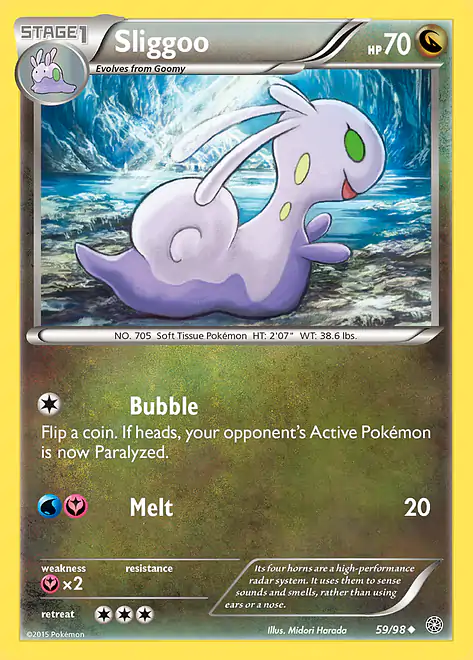 STAGE1
Sliggoo
HP 70
Evolves from Goomy
NO. 705 Soft Tissue Pokémon HT: 2'07" WT: 38.6 lbs.
Bubble
Flip a coin. If heads, your opponent's Active Pokémon
is now Paralyzed.
Melt 20
weakness resistance
×2
retreat
Its four horns are a high-performance
radar system. It uses them to sense
sounds and smells, rather than using
ears or a nose.
©2015 Pokémon
Illus. Midori Harada
59/98